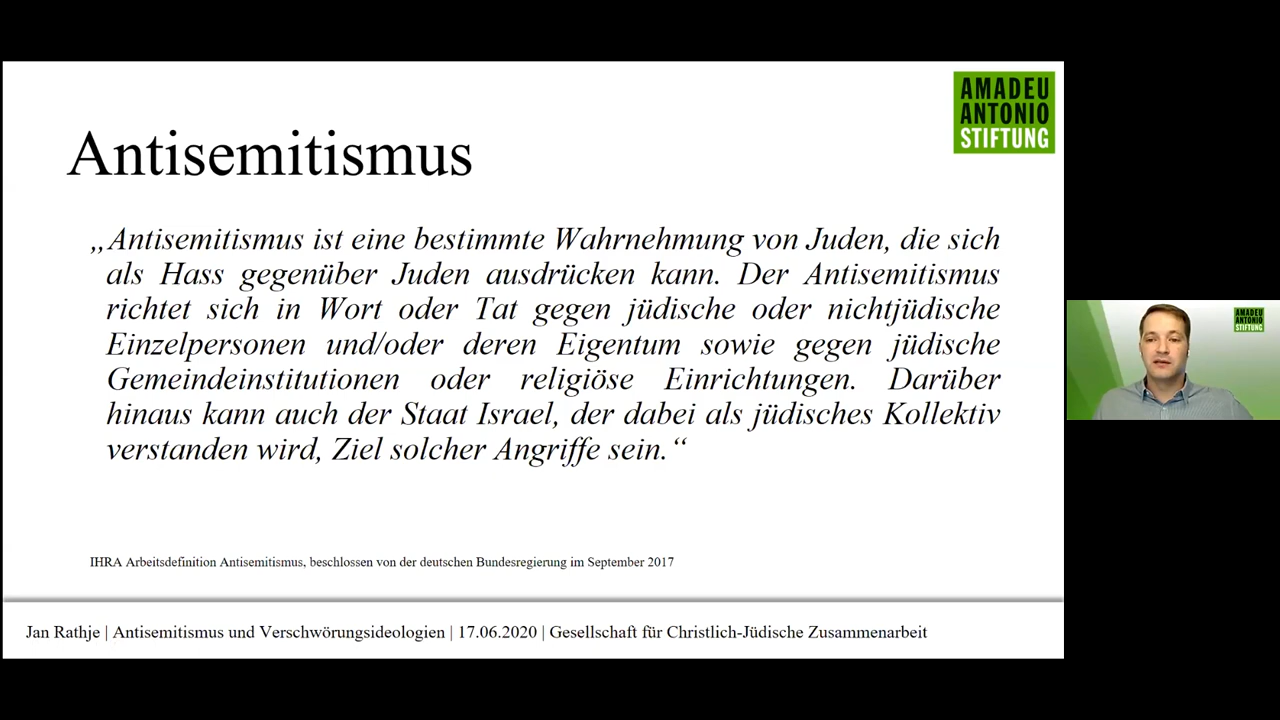 AMADEU
ANTONIO
STIFTUNG
Antisemitismus
„Antisemitismus ist eine bestimmte Wahrnehmung von Juden, die sich
als Hass gegenüber Juden ausdrücken kann. Der Antisemitismus
richtet sich in Wort oder Tat gegen jüdische oder nichtjüdische
Einzelpersonen und/oder deren Eigentum sowie gegen jüdische
Gemeindeinstitutionen oder religiöse Einrichtungen. Darüber
hinaus kann auch der Staat Israel, der dabei als jüdisches Kollektiv
verstanden wird, Ziel solcher Angriffe sein.“
IHRA Arbeitsdefinition Antisemitismus, beschlossen von der deutschen Bundesregierung im September 2017
Jan Rathje | Antisemitismus und Verschwörungsideologien | 17.06.2020 | Gesellschaft für Christlich-Jüdische Zusammenarbeit
AMADEU
ANTONIO
STIFTUNG